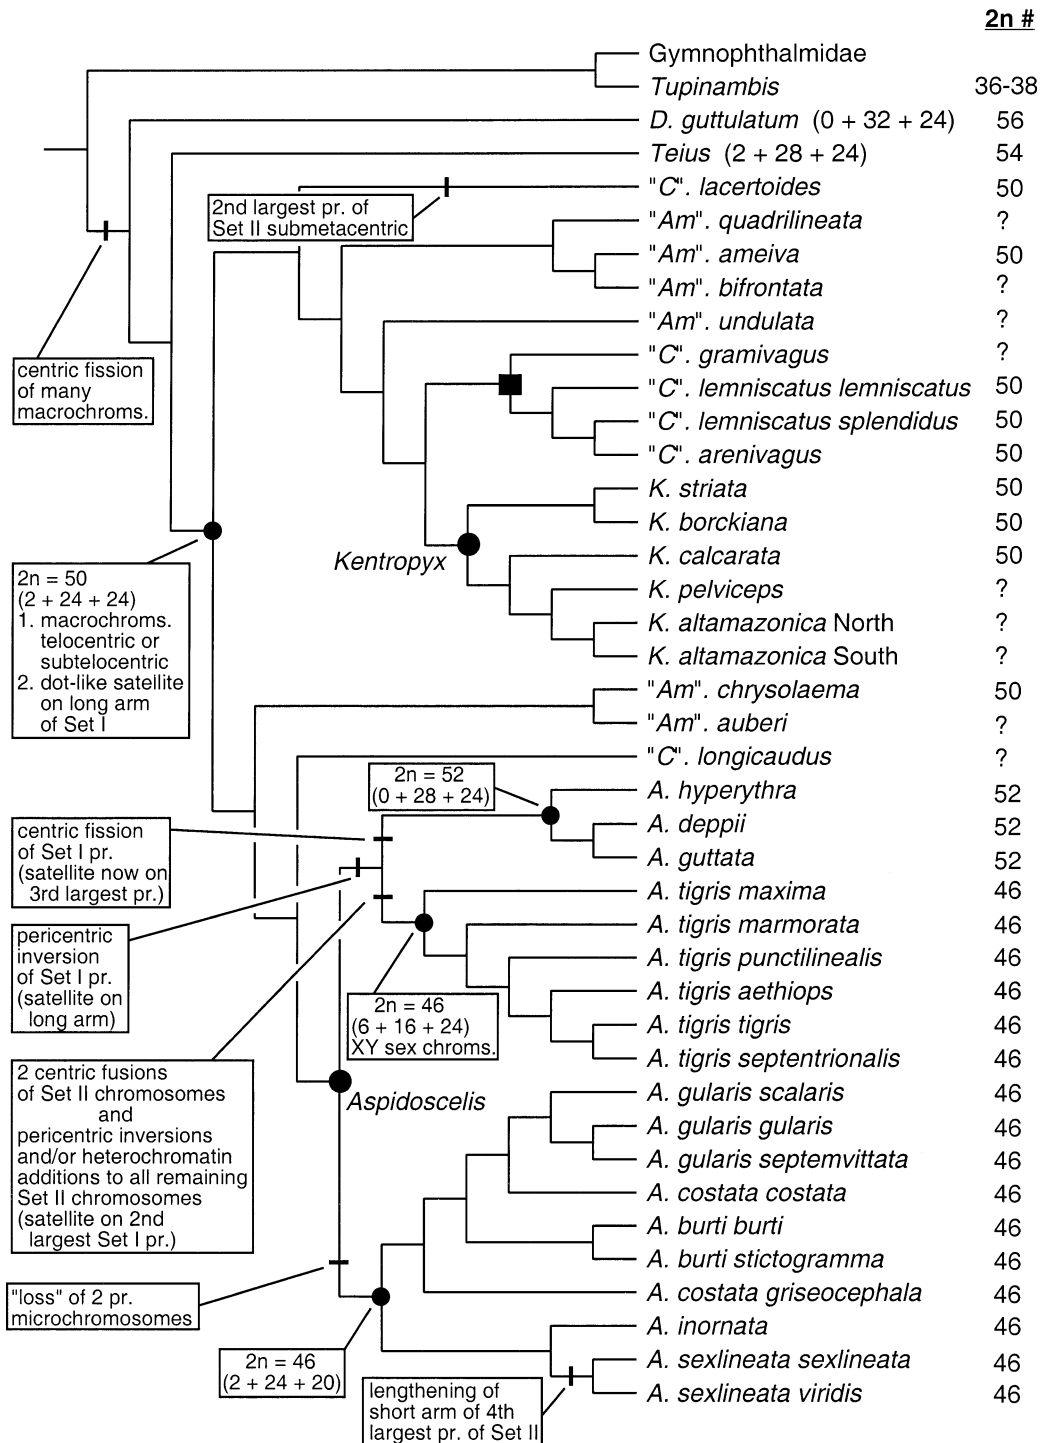 2n #
Gymnophthalmidae
Tupinambis 36-38
D. guttulatum (0 + 32 + 24) 56
Teius (2 + 28 + 24) 54
"C". lacertoides 50
2nd largest pr. of
Set II submetacentric
"Am". quadrilineata ?
"Am". ameiva 50
"Am". bifrontata ?
"Am". undulata ?
"C". gramivagus ?
centric fission
of many
macrochroms.
"C". lemniscatus lemniscatus 50
"C". lemniscatus splendidus 50
"C". arenivagus 50
K. striata 50
K. borckiana 50
Kentropyx
K. calcarata 50
K. pelviceps ?
K. altamazonica North ?
K. altamazonica South ?
2n = 50
(2 + 24 + 24)
1. macrochroms.
telocentric or
subtelocentric
2. dot-like satellite
on long arm
of Set I
"Am". chrysolaema 50
"Am". auberi ?
"C". longicaudus ?
2n = 52
(0 + 28 + 24)
A. hyperythra 52
A. deppii 52
A. guttata 52
centric fission
of Set I pr.
(satellite now on
3rd largest pr.)
A. tigris maxima 46
A. tigris marmorata 46
A. tigris punctilinealis 46
A. tigris aethiops 46
A. tigris tigris 46
A. tigris septentrionalis 46
pericentric
inversion
of Set I pr.
(satellite on
long arm)
2n = 46
(6 + 16 + 24)
XY sex chroms.
Aspidoscelis
2 centric fusions
of Set II chromosomes
and
pericentric inversions
and/or heterochromatin
additions to all remaining
Set II chromosomes
(satellite on 2nd
largest Set I pr.)
A. gularis scalaris 46
A. gularis gularis 46
A. gularis septemvittata 46
A. costata costata 46
A. burti burti 46
A. burti stictogramma 46
A. costata griseocephala 46
"loss" of 2 pr.
microchromosomes
A. inornata 46
A. sexlineata sexlineata 46
A. sexlineata viridis 46
2n = 46
(2 + 24 + 20)
lengthening of
short arm of 4th
largest pr. of Set II